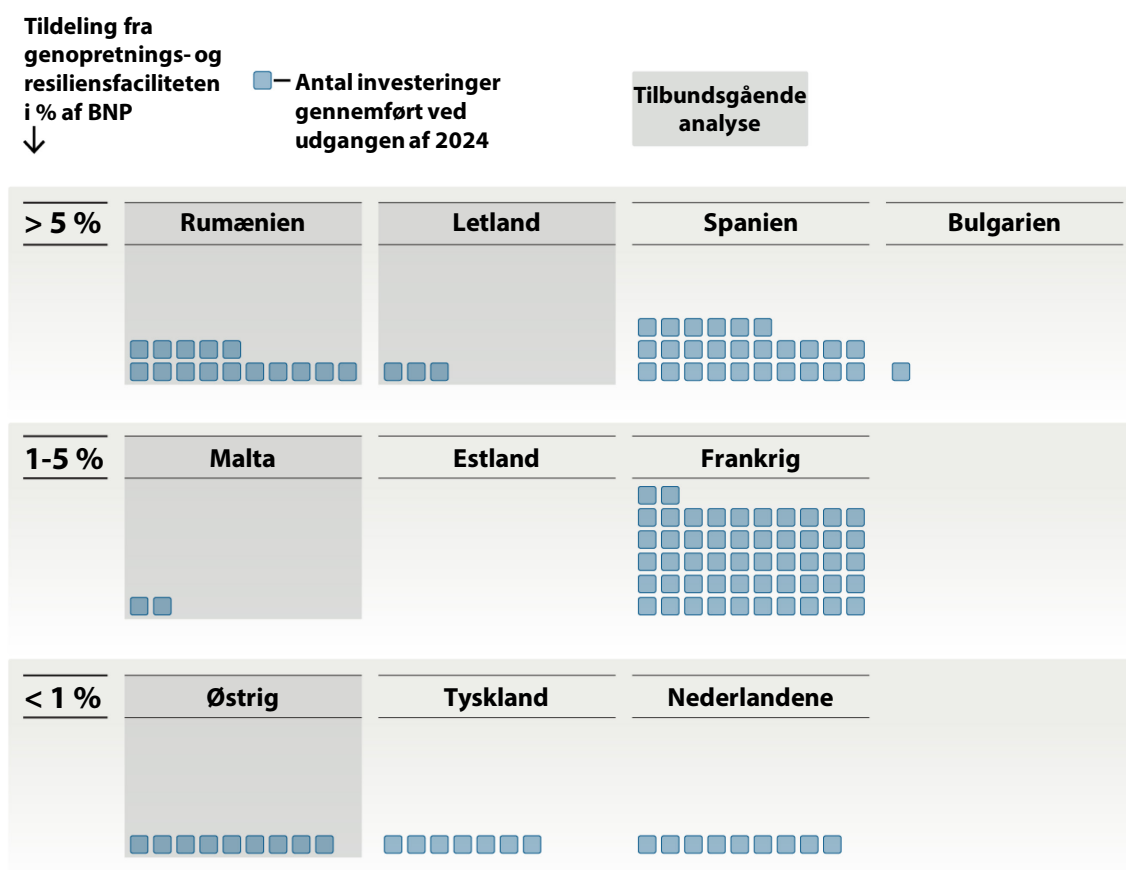 Tildeling fra
genopretnings- og
resiliensfaciliteten
i % af BNP
Antal investeringer
gennemført ved
udgangen af 2024
Tilbundsgående
analyse
> 5 %
Rumænien
Letland
Spanien
Bulgarien
1-5 %
Malta
Estland
Frankrig
< 1 %
Østrig
Tyskland
Nederlandene